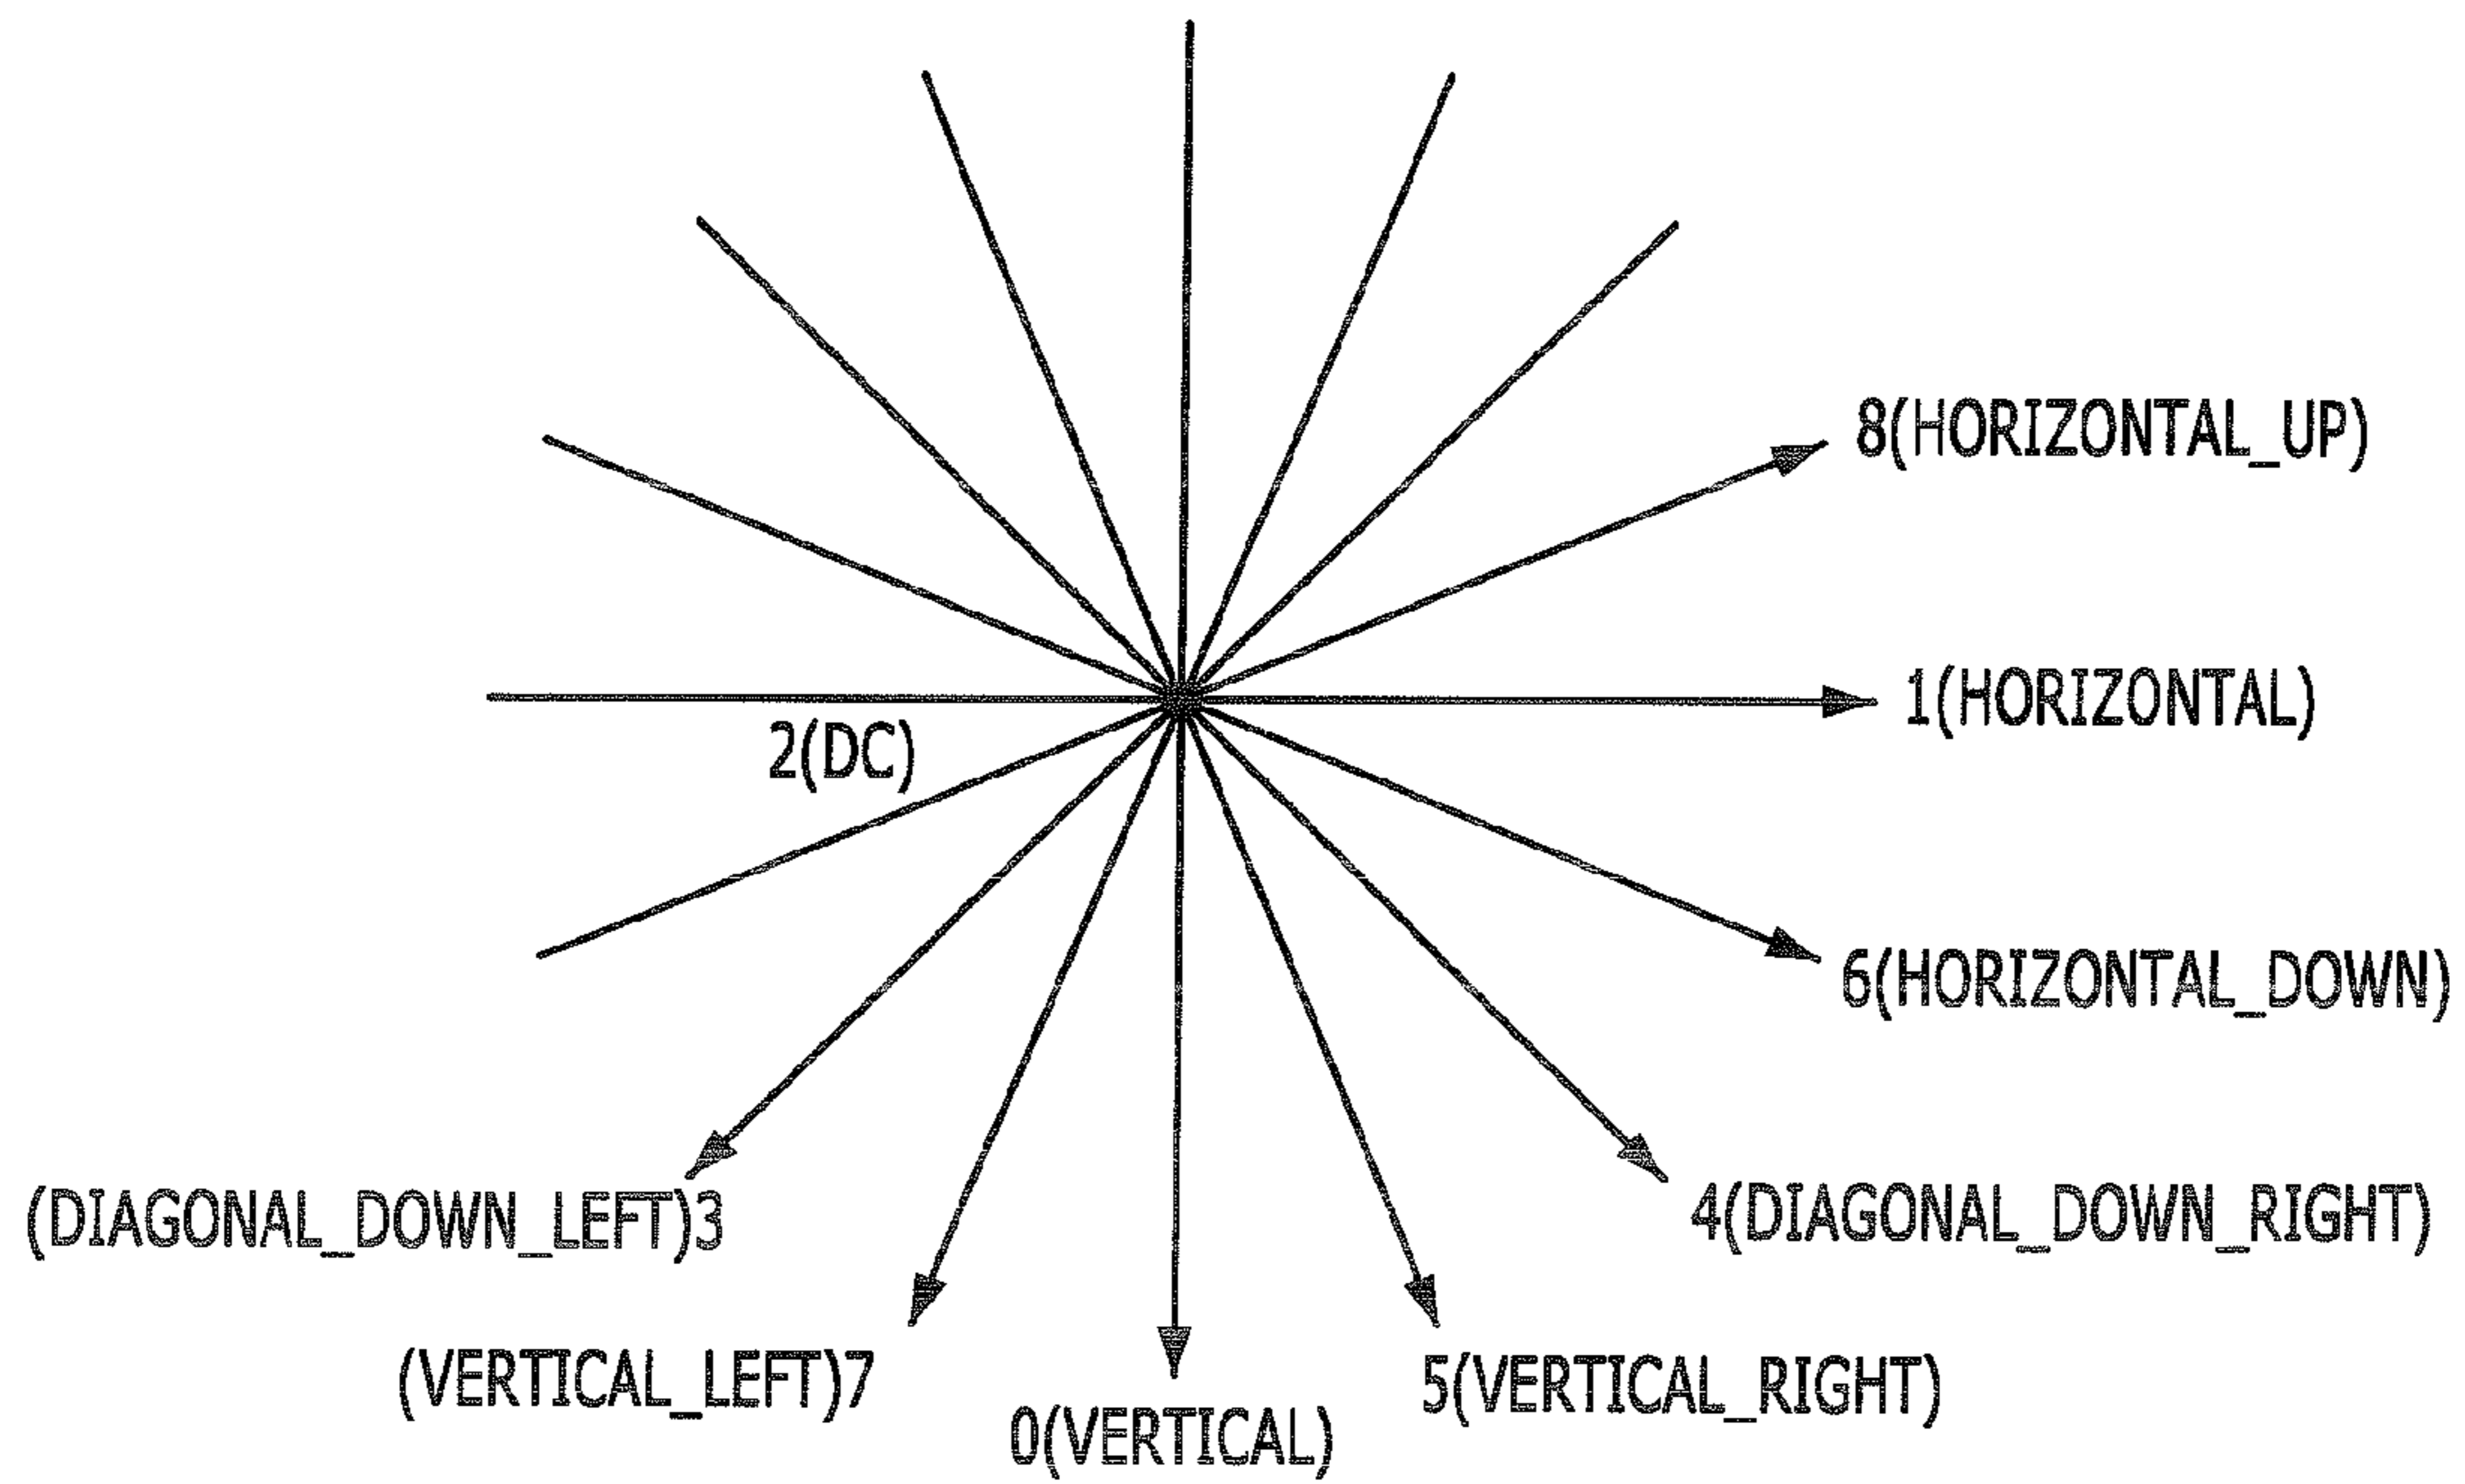 8(HORIZONTAL_UP)
1(HORIZONTAL)
2(DC)
6(HORIZONTAL_DOWN)
(DIAGONAL_DOWN_LEFT)3
4(DIAGONAL_DOWN_RIGHT)
(VERTICAL_LEFT)7
5(VERTICAL_RIGHT)
0(VERTICAL)